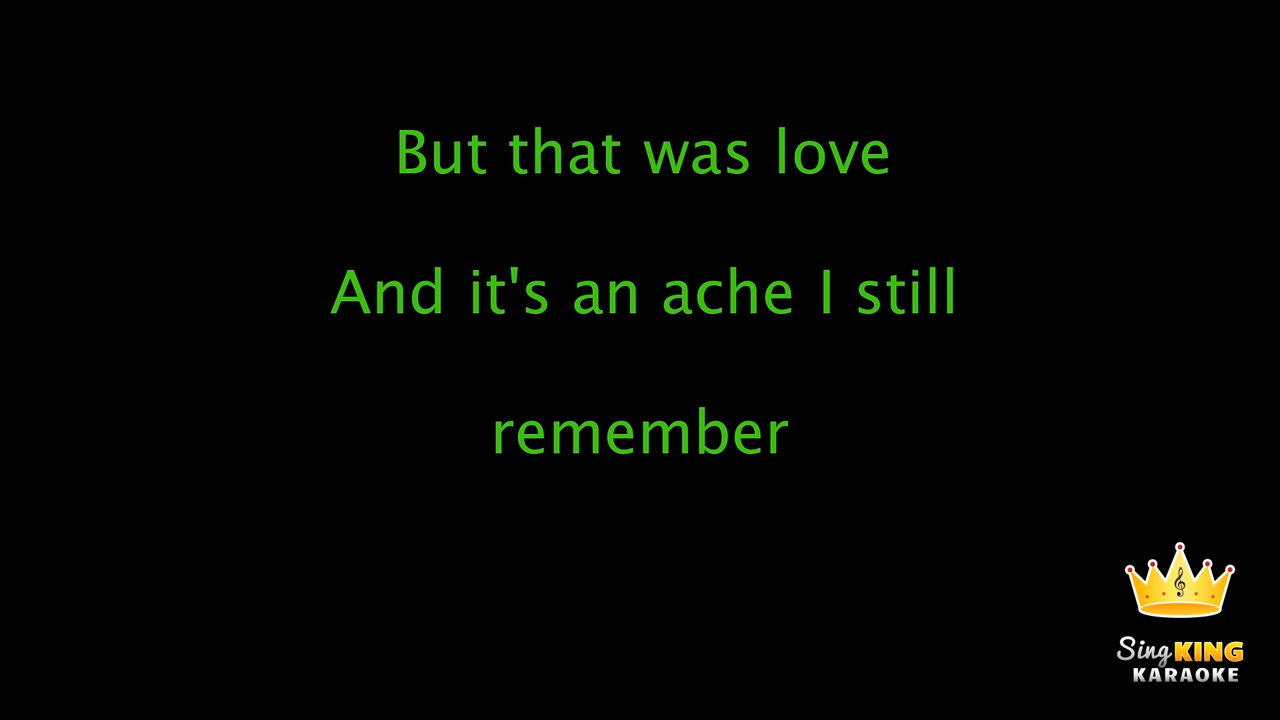 But that was love
And it's an ache I still
remember
Sing KING
KARAOKE